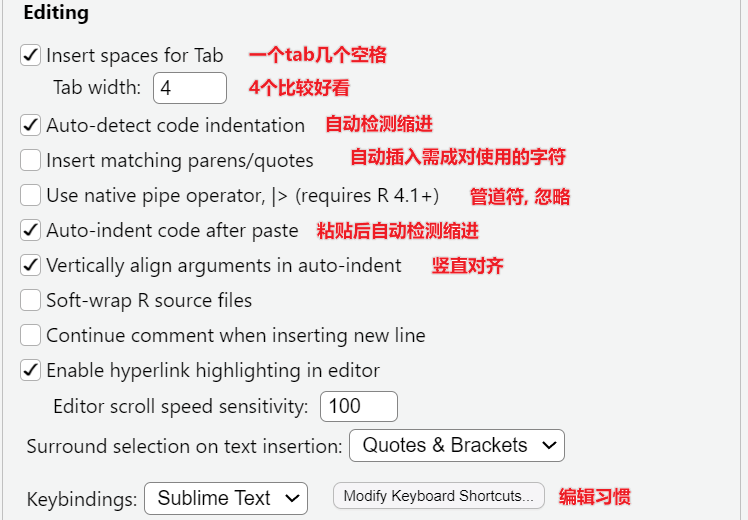 Editing
Insert spaces for Tab 一个tab几个空格
Tab width: 4 4个比较好看
Auto-detect code indentation 自动检测缩进
Insert matching parens/quotes 自动插入需成对使用的字符
Use native pipe operator, |> (requires R 4.1+) 管道符, 忽略
Auto-indent code after paste 粘贴后自动检测缩进
Vertically align arguments in auto-indent 竖直对齐
Soft-wrap R source files
Continue comment when inserting new line
Enable hyperlink highlighting in editor
Editor scroll speed sensitivity: 100
Surround selection on text insertion: Quotes & Brackets
Keybindings: Sublime Text Modify Keyboard Shortcuts... 编辑习惯